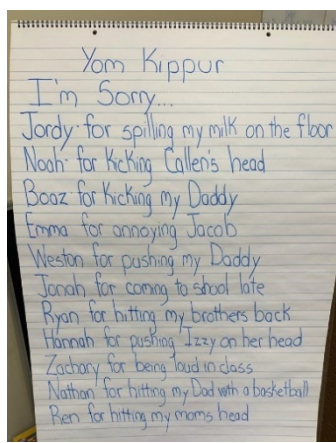 Yom Kippur
I'm Sorry...
Jordy- for spilling my milk on the floor
Noah- for kicking Callen's head
Boaz for kicking my Daddy
Emma for annoying Jacob
Weston for pushing my Daddy
Jonah for coming to shool late
Ryan for hitting my brothers back
Hannah for pushing Izzy on her head
Zachary for being loud in class
Nathan for hitting my Dad with a basketball
Ren for hitting my moms head